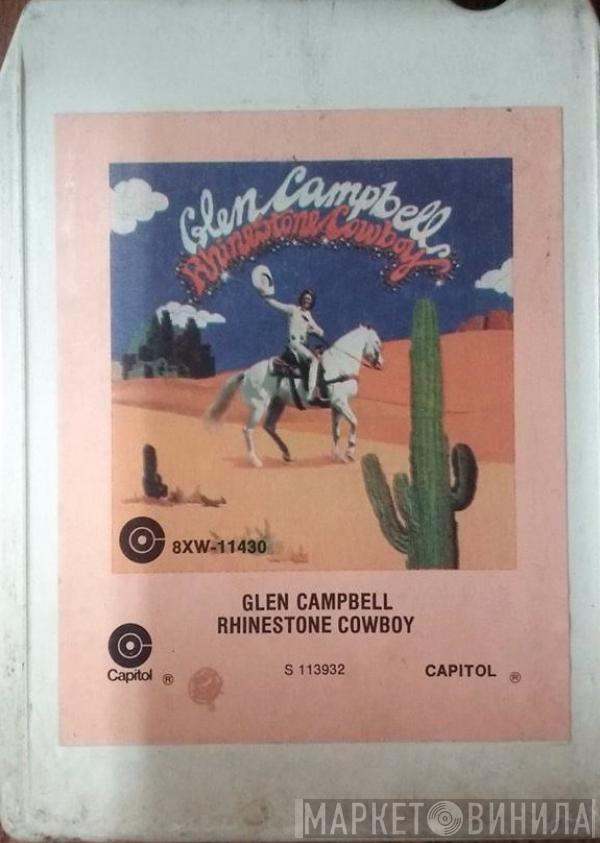 Glen Campbell
Rhinestone Cowboy
8XW-11430
GLEN CAMPBELL
RHINESTONE COWBOY
Capitol ®
S 113932
CAPITOL ®
МАРКЕТ ВИНИЛА